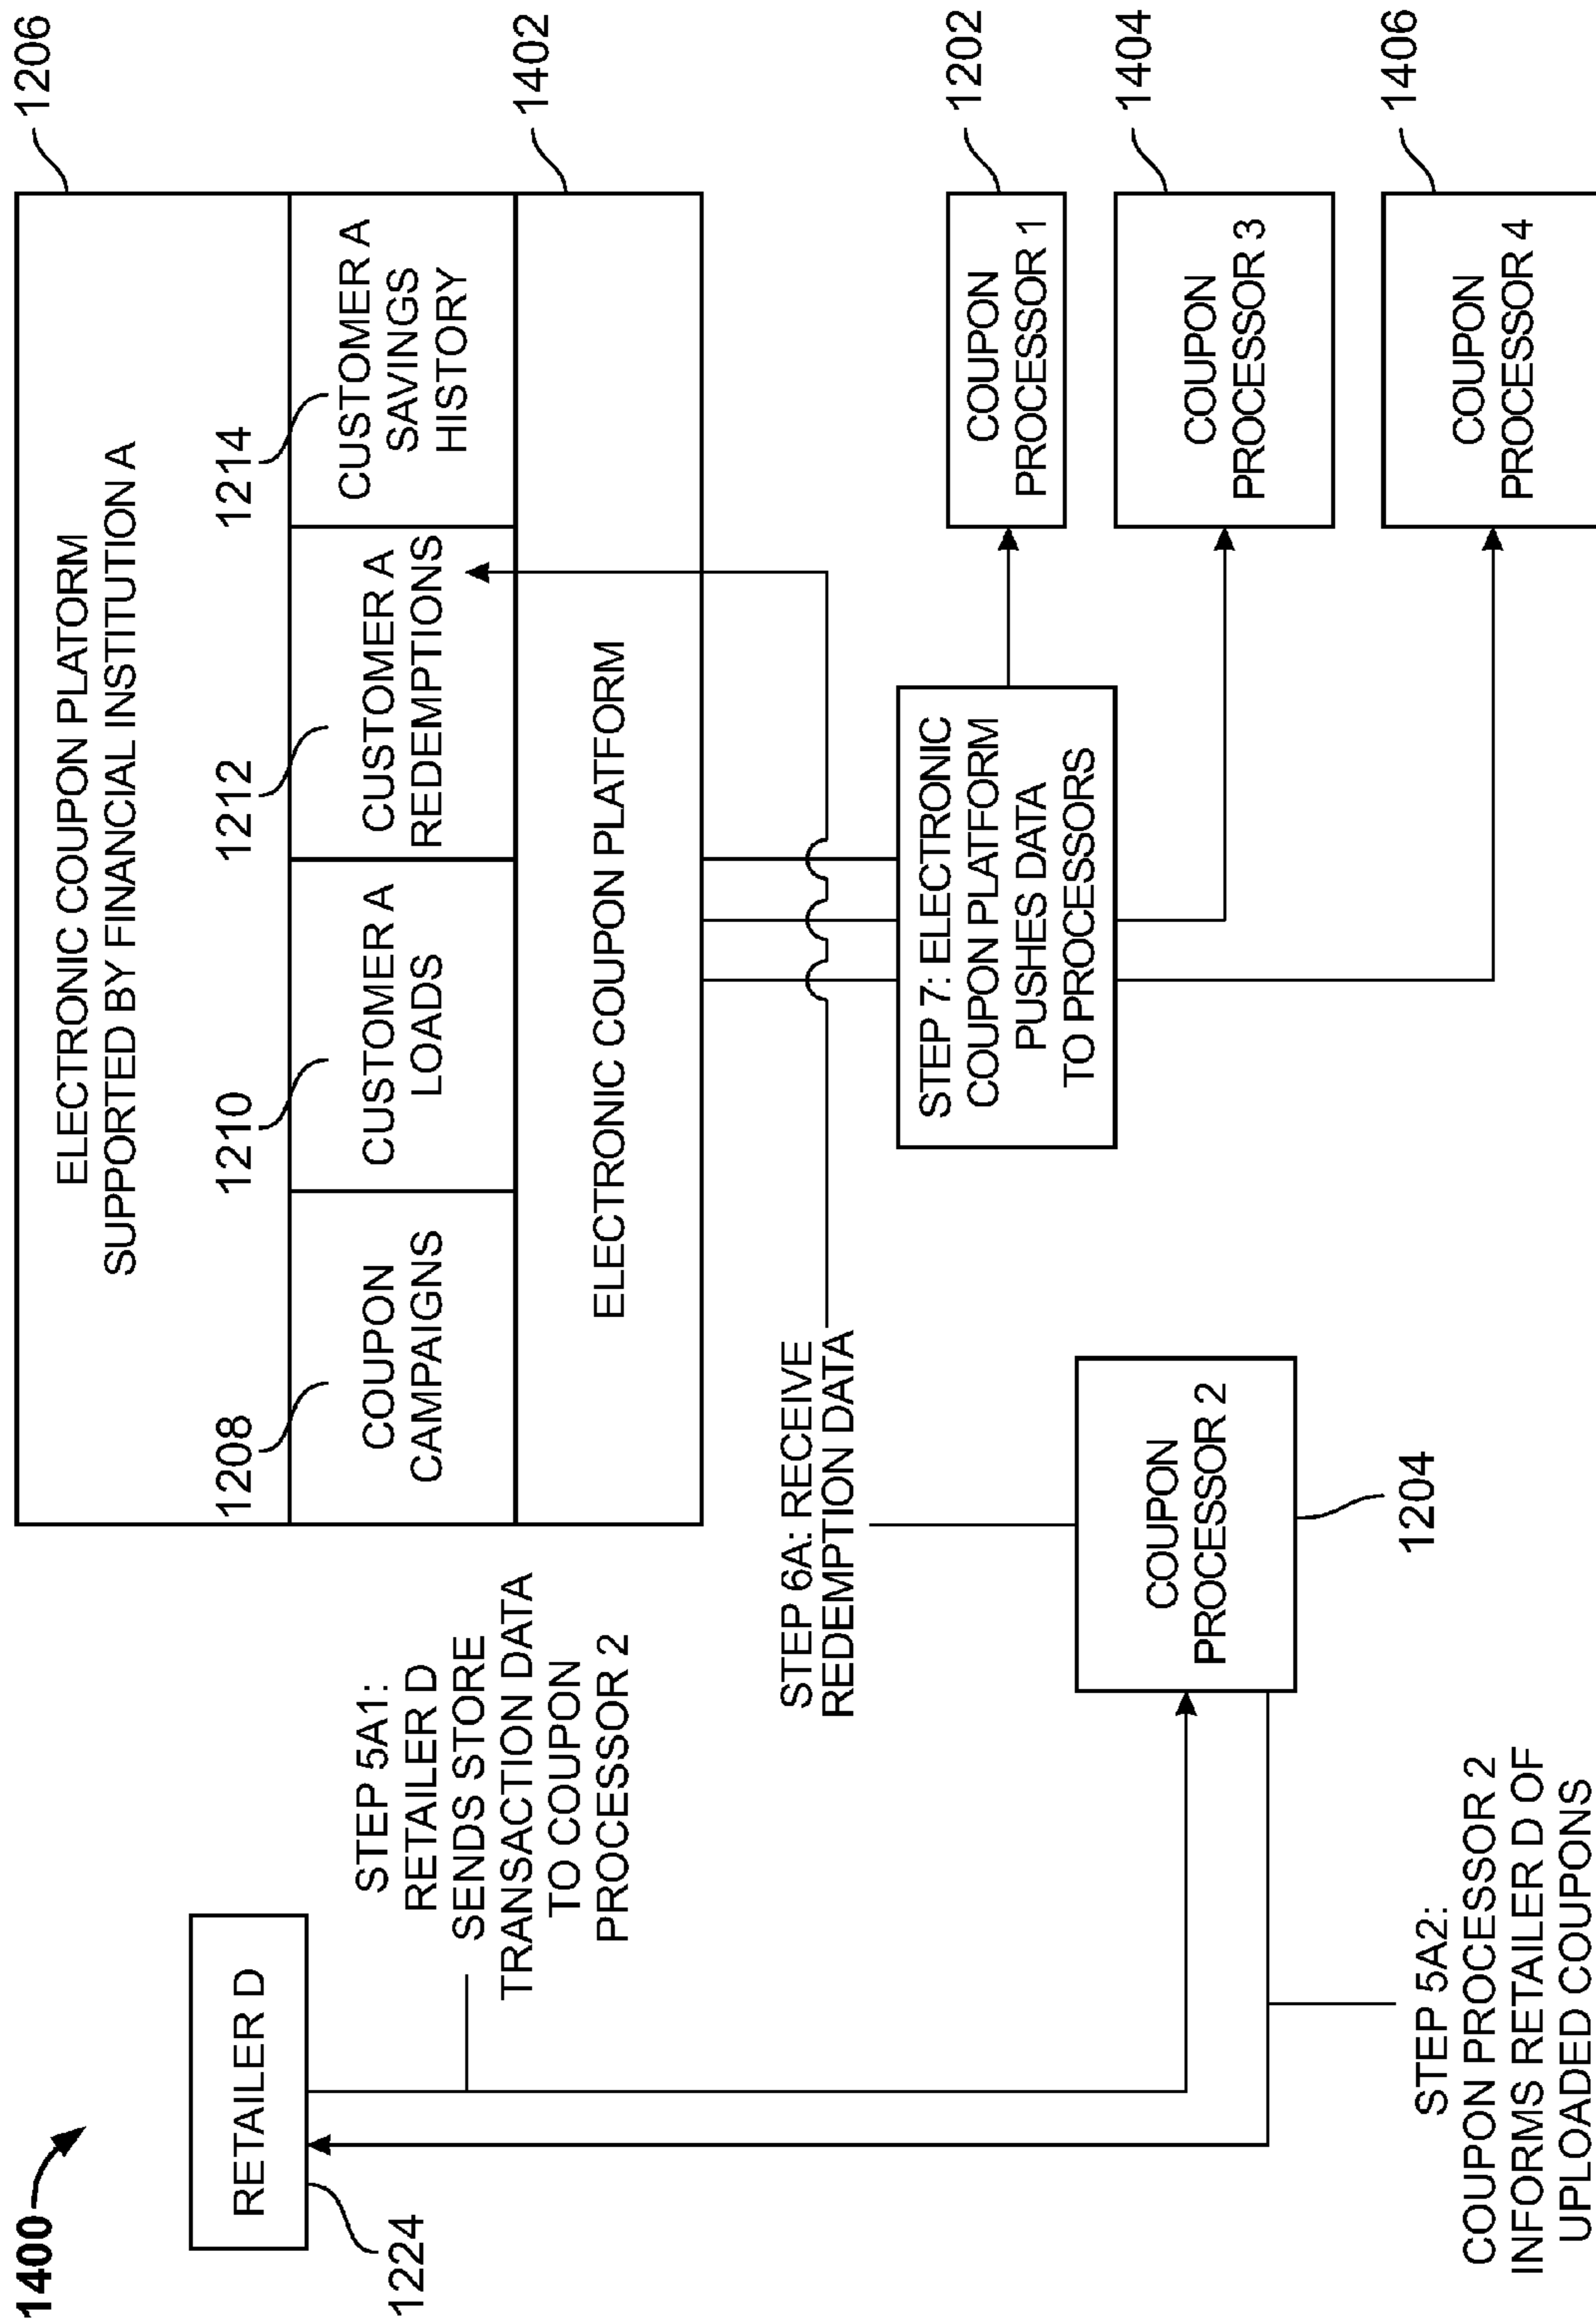 1400
RETAILER D
1224
STEP 5A1:
RETAILER D
SENDS STORE
TRANSACTION DATA
TO COUPON
PROCESSOR 2
STEP 5A2:
COUPON PROCESSOR 2
INFORMS RETAILER D OF
UPLOADED COUPONS
ELECTRONIC COUPON PLATORM
SUPPORTED BY FINANCIAL INSTITUTION A
1206
1208
1210
1212
1214
COUPON
CAMPAIGNS
CUSTOMER A
LOADS
CUSTOMER A
REDEMPTIONS
CUSTOMER A
SAVINGS
HISTORY
ELECTRONIC COUPON PLATFORM
1402
STEP 6A: RECEIVE
REDEMPTION DATA
COUPON
PROCESSOR 2
1204
STEP 7: ELECTRONIC
COUPON PLATFORM
PUSHES DATA
TO PROCESSORS
COUPON
PROCESSOR 1
1202
COUPON
PROCESSOR 3
1404
COUPON
PROCESSOR 4
1406